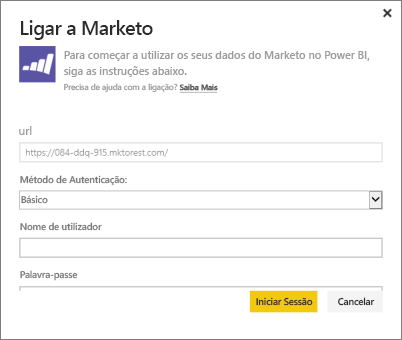 Ligar a Marketo
Para começar a utilizar os seus dados do Marketo no Power BI,
siga as instruções abaixo.
Precisa de ajuda com a ligação? Saiba Mais
url
https://084-ddq-915.mktorest.com/
Método de Autenticação:
Básico
Nome de utilizador
Palavra-passe
Iniciar Sessão
Cancelar